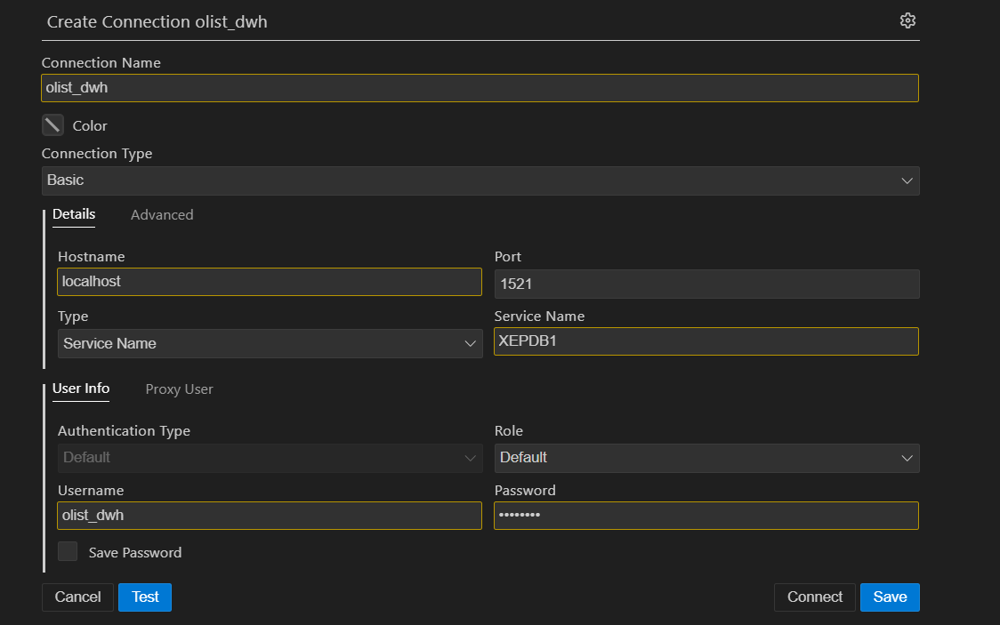 Create Connection olist_dwh
Connection Name
olist_dwh
Color
Connection Type
Basic
Details Advanced
Hostname Port
localhost 1521
Type Service Name
Service Name XEPDB1
User Info Proxy User
Authentication Type Role
Default Default
Username Password
olist_dwh ••••••••
Save Password
Cancel Test Connect Save